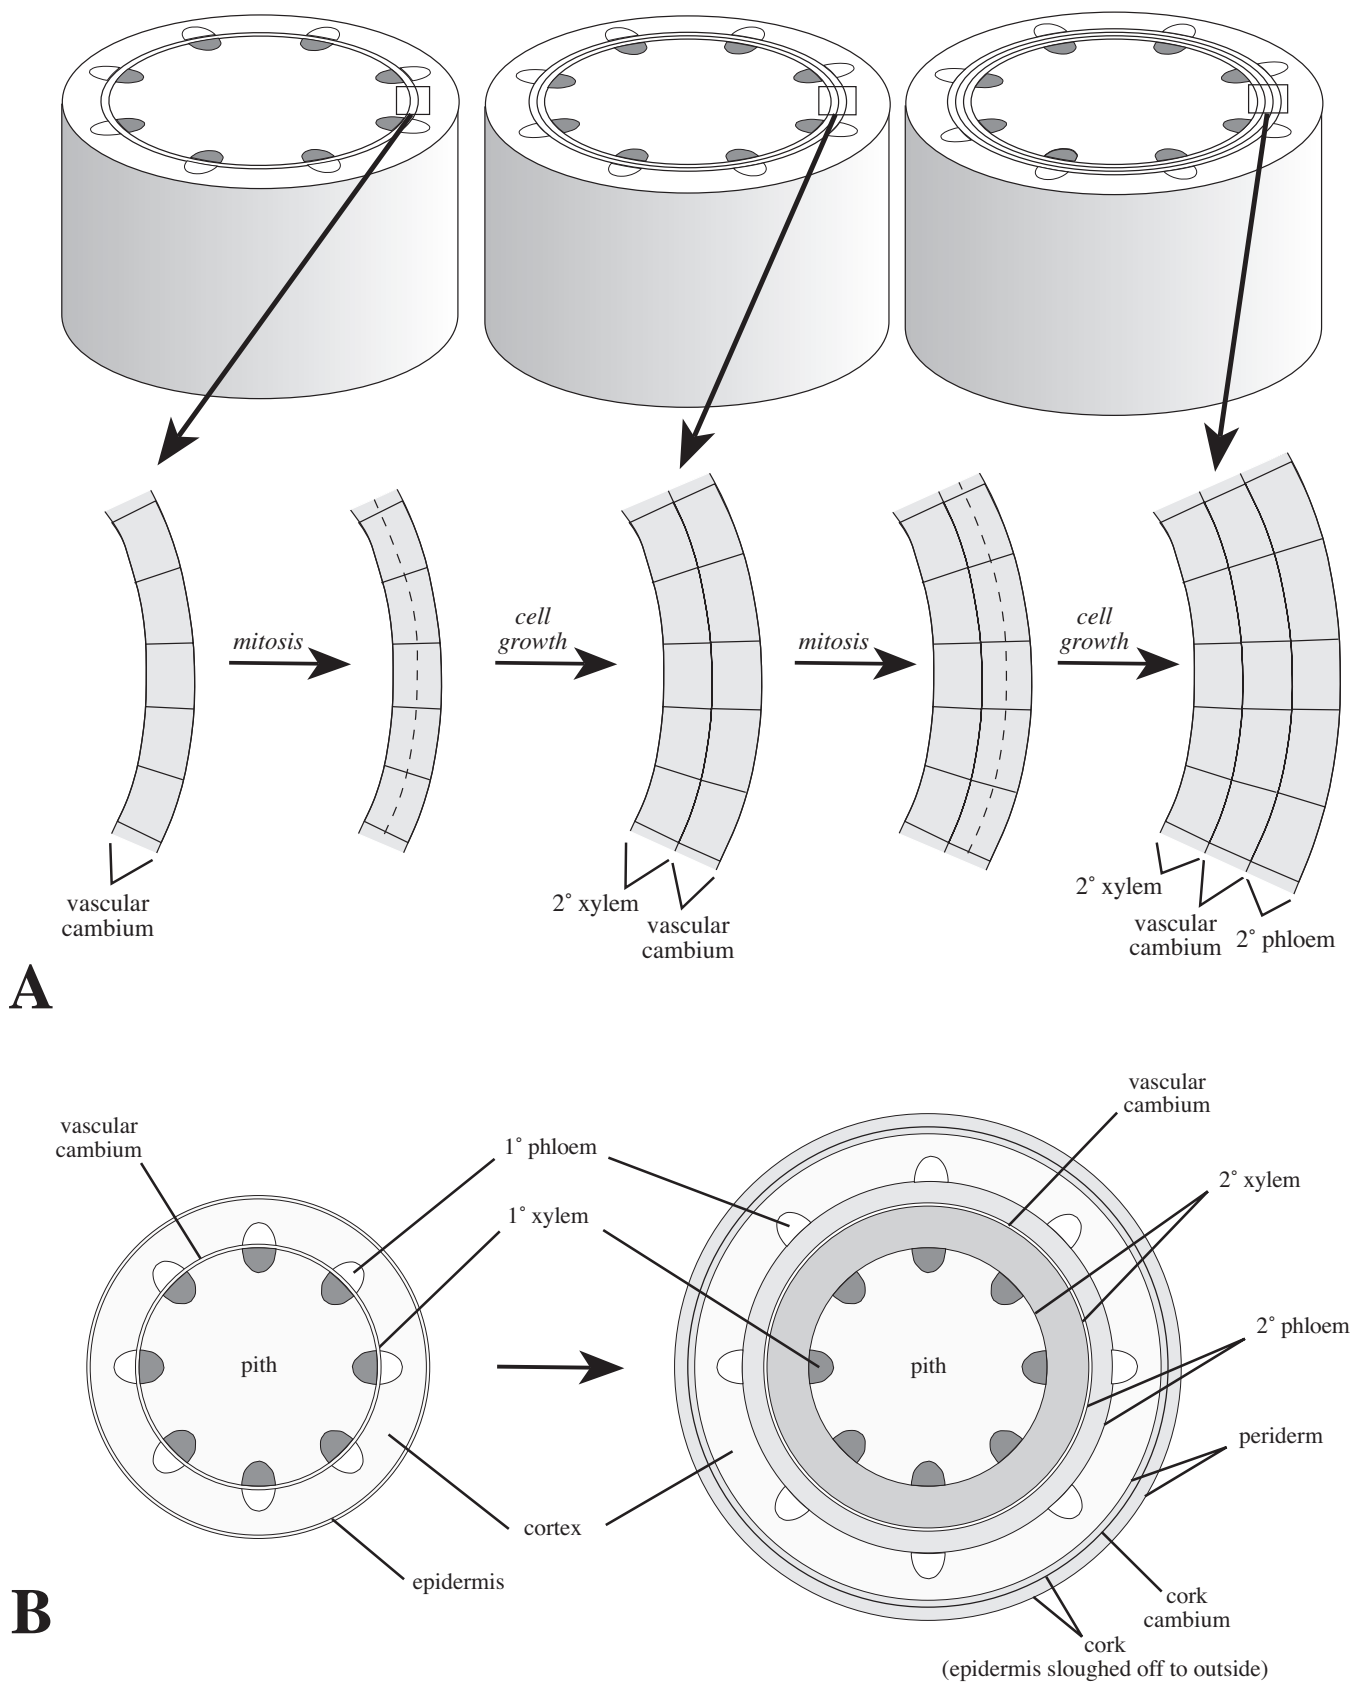 mitosis
cell
growth
mitosis
cell
growth
vascular
cambium
2° xylem
vascular
cambium
2° xylem
vascular
cambium
2° phloem
A
vascular
cambium
1° phloem
1° xylem
pith
cortex
epidermis
vascular
cambium
2° xylem
pith
2° phloem
periderm
cork
cambium
cork
(epidermis sloughed off to outside)
B